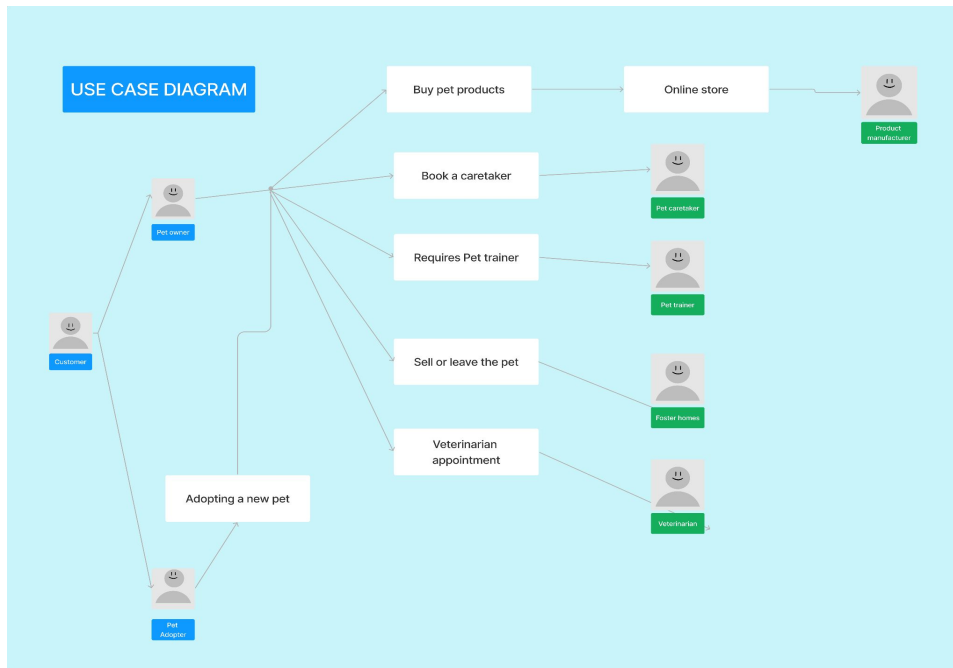 USE CASE DIAGRAM
Buy pet products
Online store
Product
manufacturer
Book a caretaker
Pet caretaker
Pet owner
Requires Pet trainer
Pet trainer
Customer
Sell or leave the pet
Foster homes
Veterinarian
appointment
Adopting a new pet
Veterinarian
Pet
Adopter